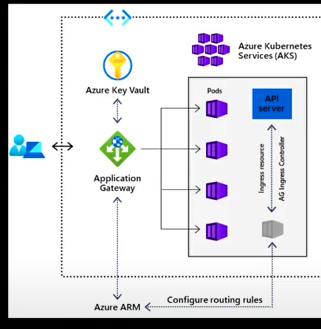 Azure Kubernetes
Services (AKS)
Azure Key Vault
Pods
API
server
Application
Gateway
Ingress resource
AG Ingress Controller
Configure routing rules
Azure ARM